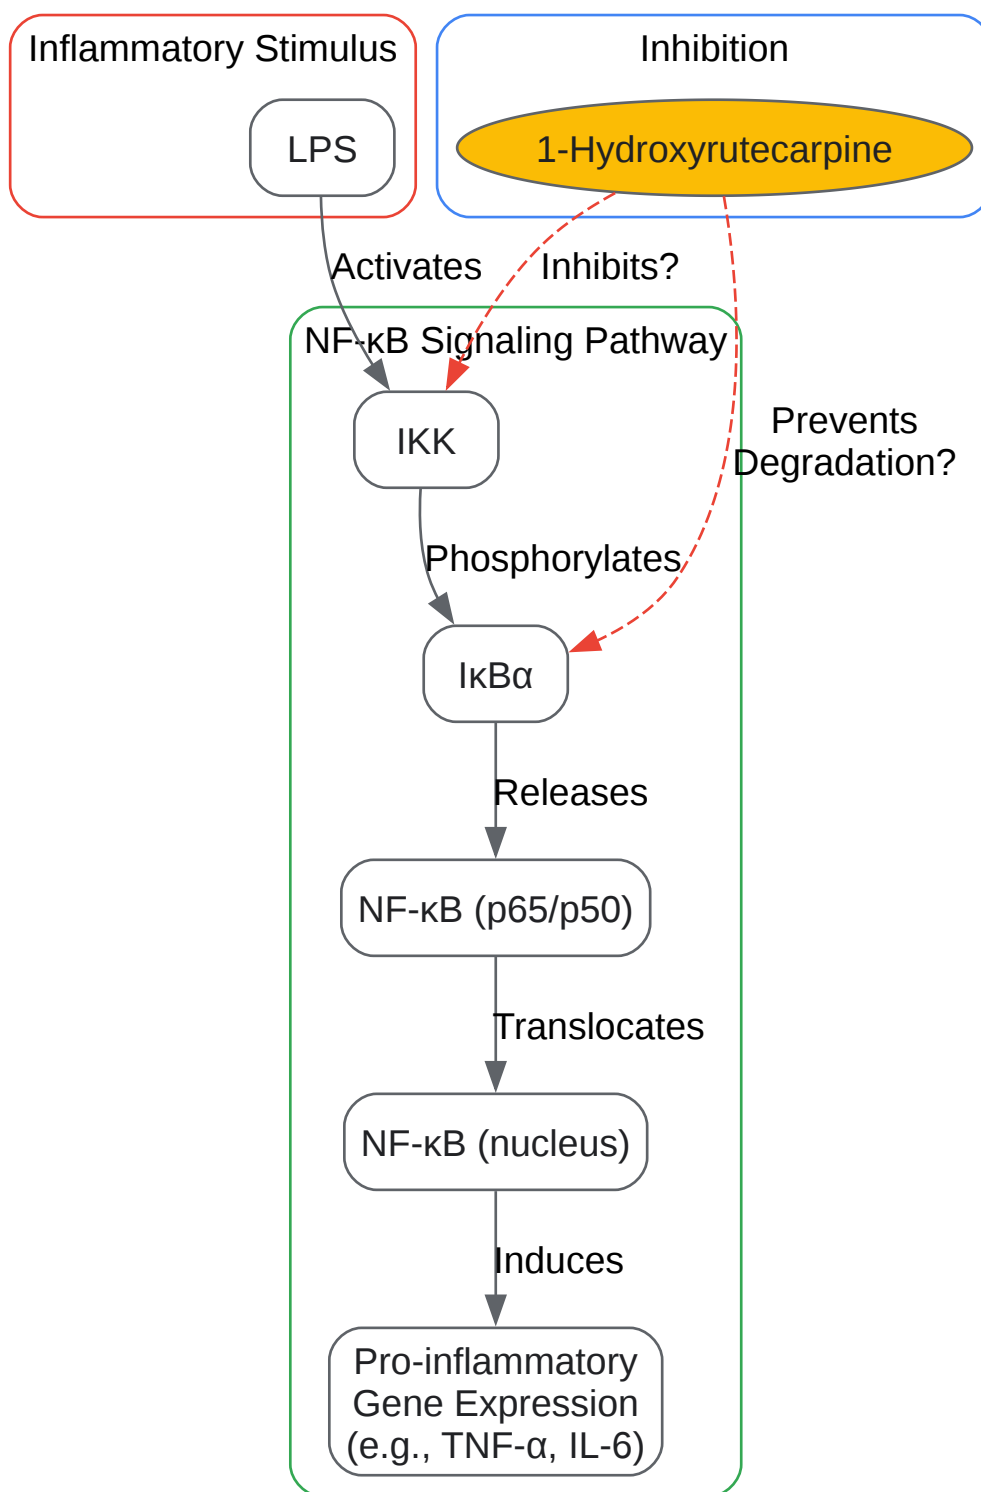 Inflammatory Stimulus
Inhibition
LPS
1-Hydroxyrutecarpine
Activates
Inhibits?
NF-κB Signaling Pathway
Prevents
Degradation?
IKK
Phosphorylates
IκBα
Releases
NF-κB (p65/p50)
Translocates
NF-κB (nucleus)
Induces
Pro-inflammatory
Gene Expression
(e.g., TNF-α, IL-6)